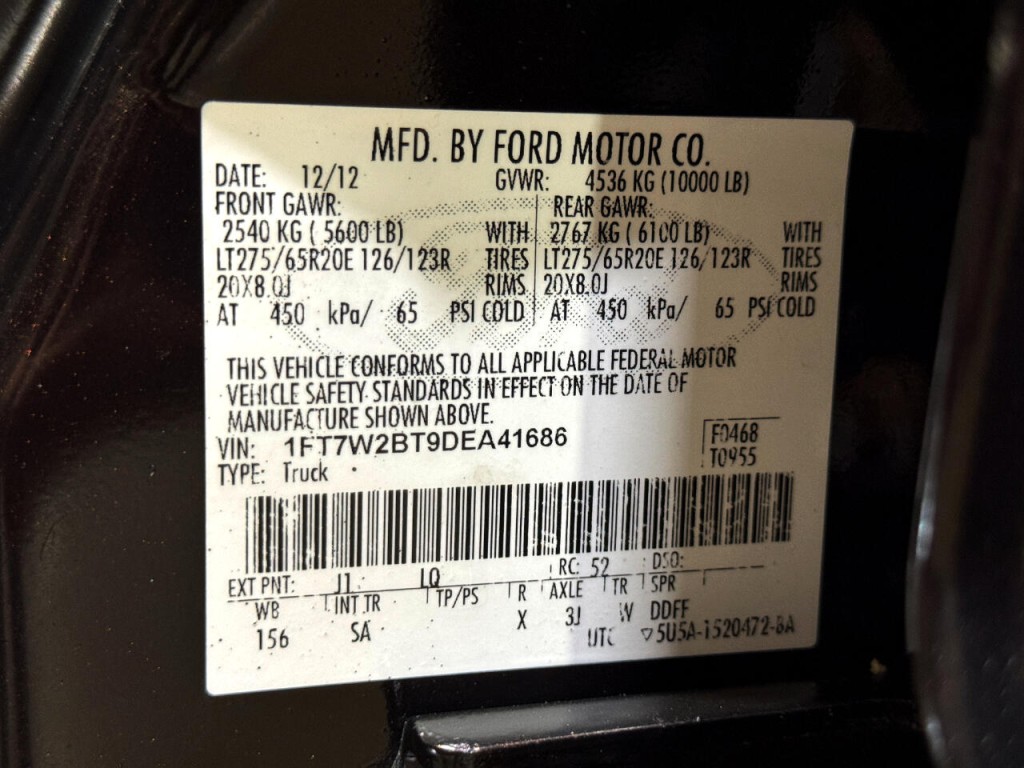 MFD. BY FORD MOTOR CO.
DATE: 12/12 GVWR: 4536 KG (10000 LB)
FRONT GAWR: REAR GAWR:
2540 KG ( 5600 LB) WITH 2767 KG ( 6100 LB) WITH
LT275/65R20E 126/123R TIRES LT275/65R20E 126/123R TIRES
20X8.0J RIMS 20X8.0J RIMS
AT 450 kPa/ 65 PSI COLD AT 450 kPa/ 65 PSI COLD
THIS VEHICLE CONFORMS TO ALL APPLICABLE FEDERAL MOTOR
VEHICLE SAFETY STANDARDS IN EFFECT ON THE DATE OF
MANUFACTURE SHOWN ABOVE.
VIN: 1FT7W2BT9DEA41686 F0468
TYPE: Truck T0955
EXT PNT: J1 LQ RC: 52 DSO:
WB INT TR TP/PS R AXLE TR SPR
156 SA X 3J W DDFF
UTC ▽5U5A-1520472-BA